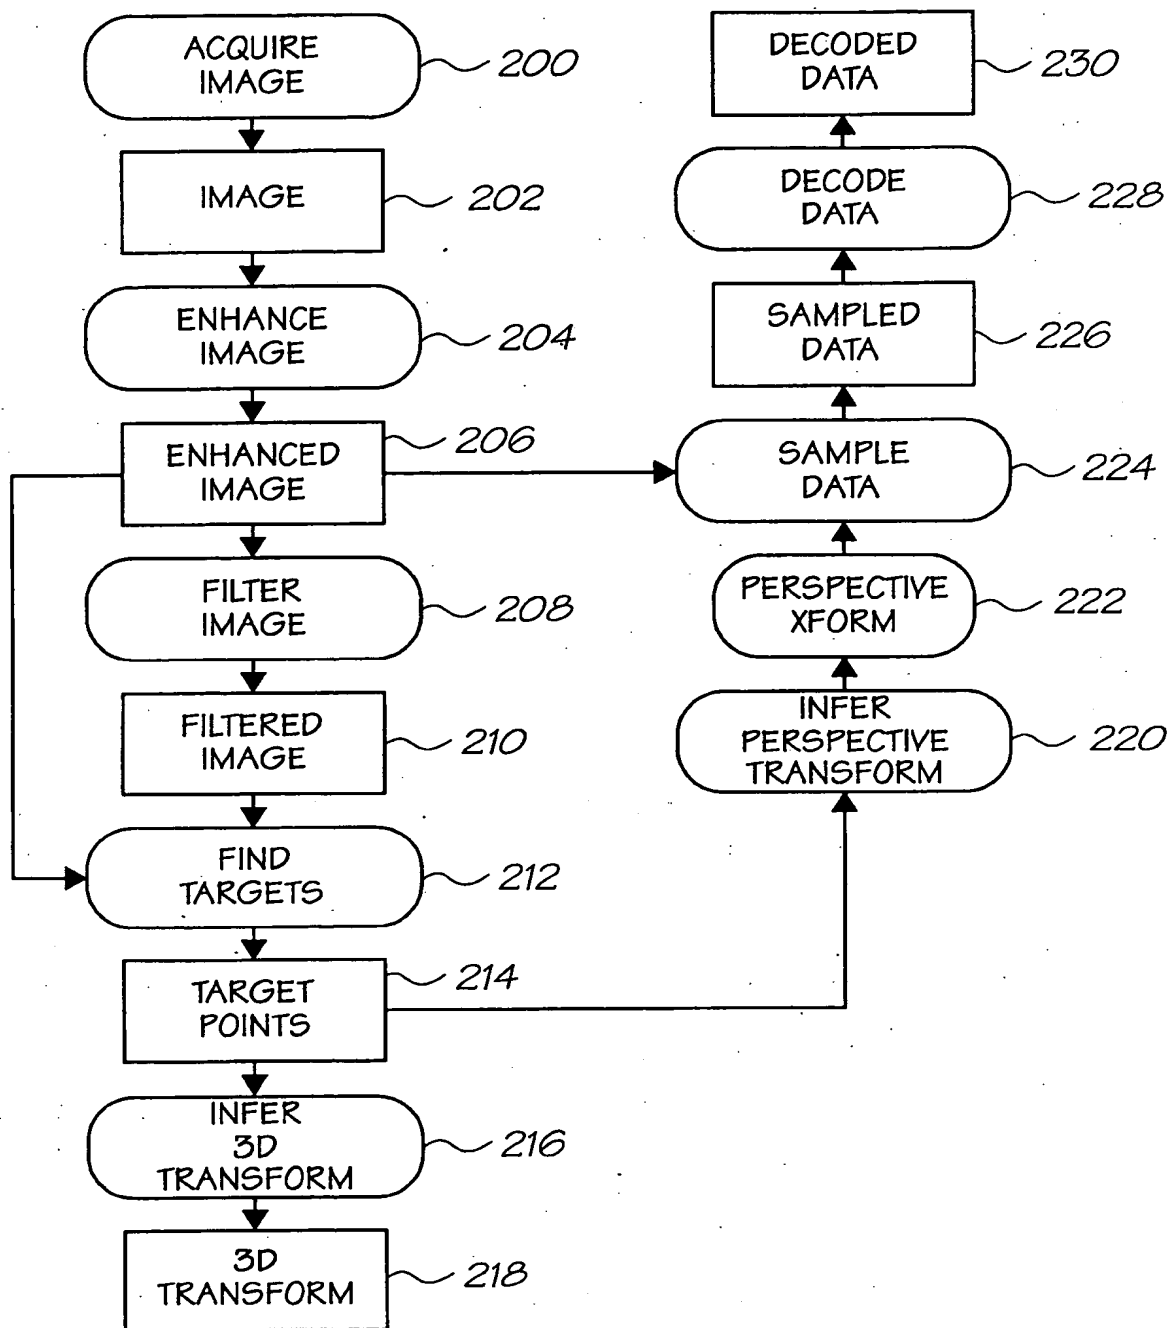 ACQUIRE
IMAGE
200
IMAGE
202
ENHANCE
IMAGE
204
ENHANCED
IMAGE
206
FILTER
IMAGE
208
FILTERED
IMAGE
210
FIND
TARGETS
212
TARGET
POINTS
214
INFER
3D
TRANSFORM
216
3D
TRANSFORM
218
DECODED
DATA
230
DECODE
DATA
228
SAMPLED
DATA
226
SAMPLE
DATA
224
PERSPECTIVE
XFORM
222
INFER
PERSPECTIVE
TRANSFORM
220